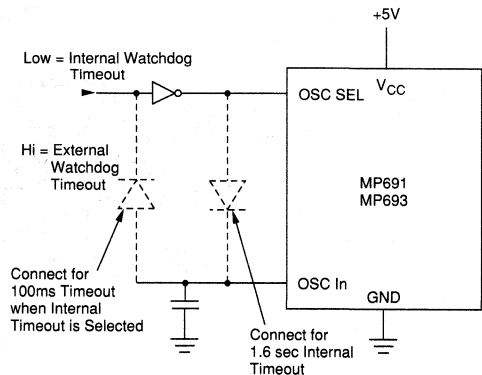 +5V
Low = Internal Watchdog
Timeout
OSC SEL
VCC
Hi = External
Watchdog
Timeout
MP691
MP693
Connect for
100ms Timeout
when Internal
Timeout is Selected
OSC In
GND
Connect for
1.6 sec Internal
Timeout